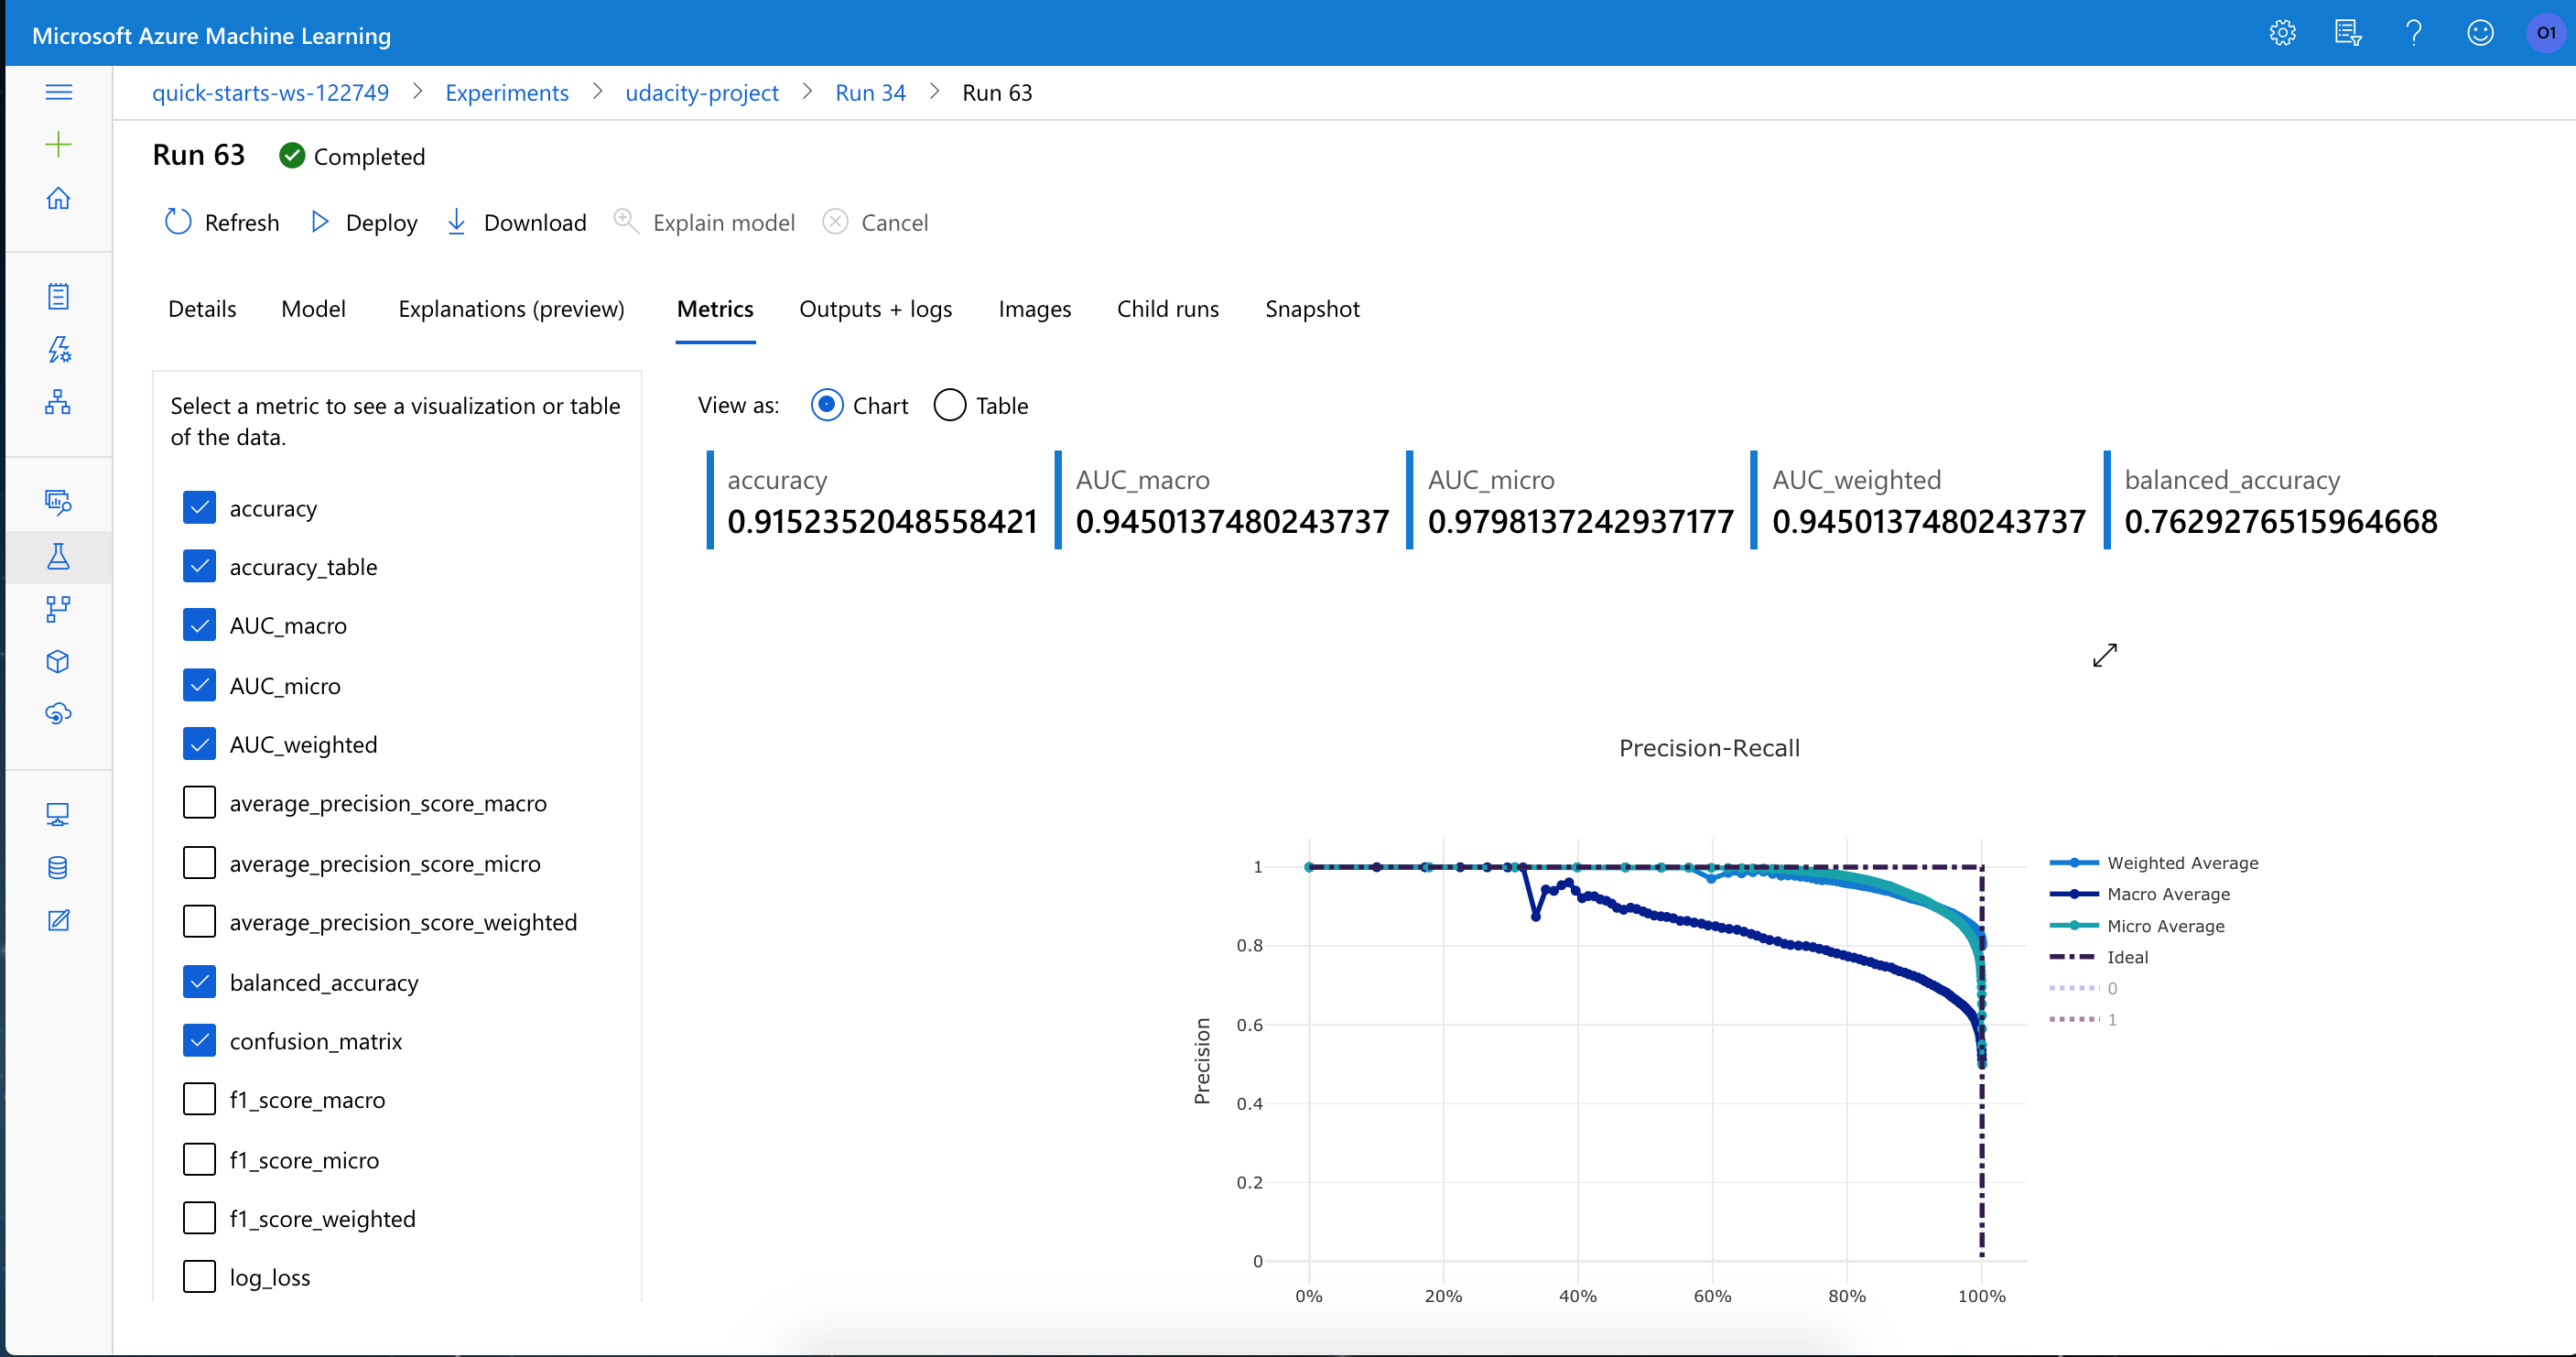 Microsoft Azure Machine Learning
O1
quick-starts-ws-122749 > Experiments > udacity-project > Run 34 > Run 63
Run 63 Completed
Refresh Deploy Download Explain model Cancel
Details Model Explanations (preview) Metrics Outputs + logs Images Child runs Snapshot
Select a metric to see a visualization or table
of the data.
accuracy
accuracy_table
AUC_macro
AUC_micro
AUC_weighted
average_precision_score_macro
average_precision_score_micro
average_precision_score_weighted
balanced_accuracy
confusion_matrix
f1_score_macro
f1_score_micro
f1_score_weighted
log_loss
View as: Chart Table
accuracy
0.9152352048558421
AUC_macro
0.9450137480243737
AUC_micro
0.9798137242937177
AUC_weighted
0.9450137480243737
balanced_accuracy
0.7629276515964668
Precision-Recall
Precision
1
0.8
0.6
0.4
0.2
0
0% 20% 40% 60% 80% 100%
Weighted Average
Macro Average
Micro Average
Ideal
0
1